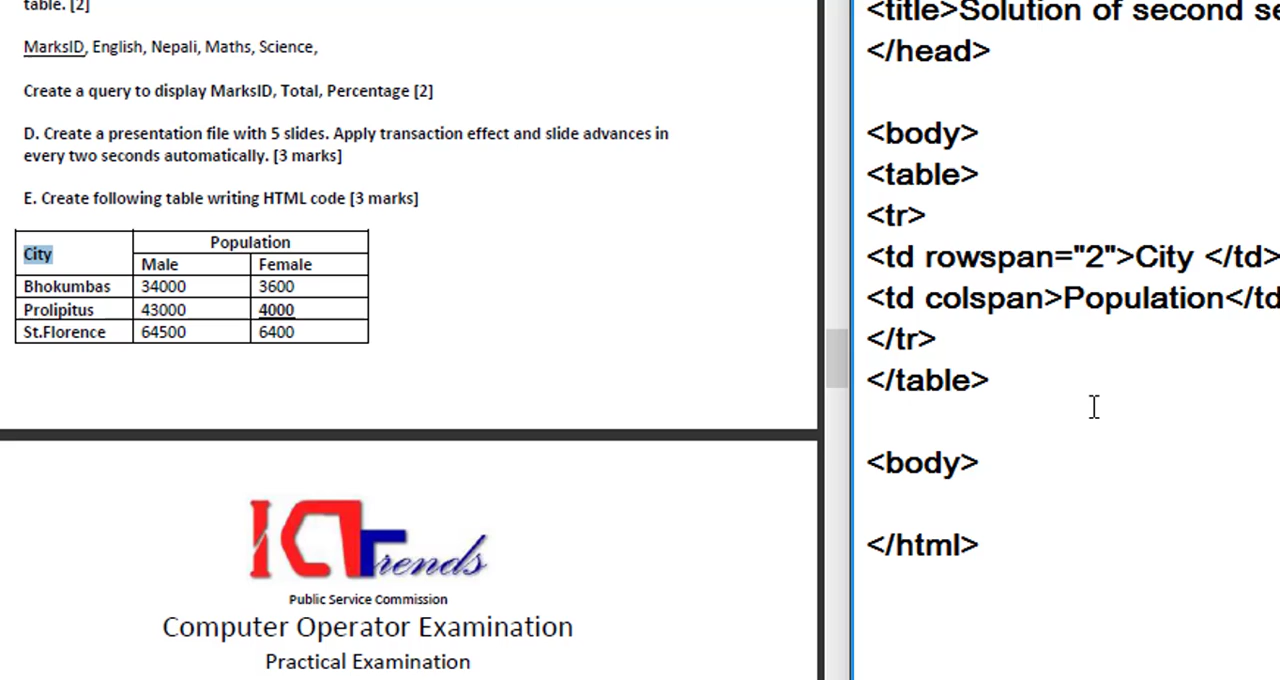 table. [2]
MarksID, English, Nepali, Maths, Science,
Create a query to display MarksID, Total, Percentage [2]
D. Create a presentation file with 5 slides. Apply transaction effect and slide advances in
every two seconds automatically. [3 marks]
E. Create following table writing HTML code [3 marks]
City Population
Male Female
Bhokumbas 34000 3600
Prolipitus 43000 4000
St.Florence 64500 6400
ICTrends
Public Service Commission
Computer Operator Examination
Practical Examination
<title>Solution of second se
</head>
<body>
<table>
<tr>
<td rowspan="2">City </td>
<td colspan>Population</td
</tr>
</table>
<body>
</html>